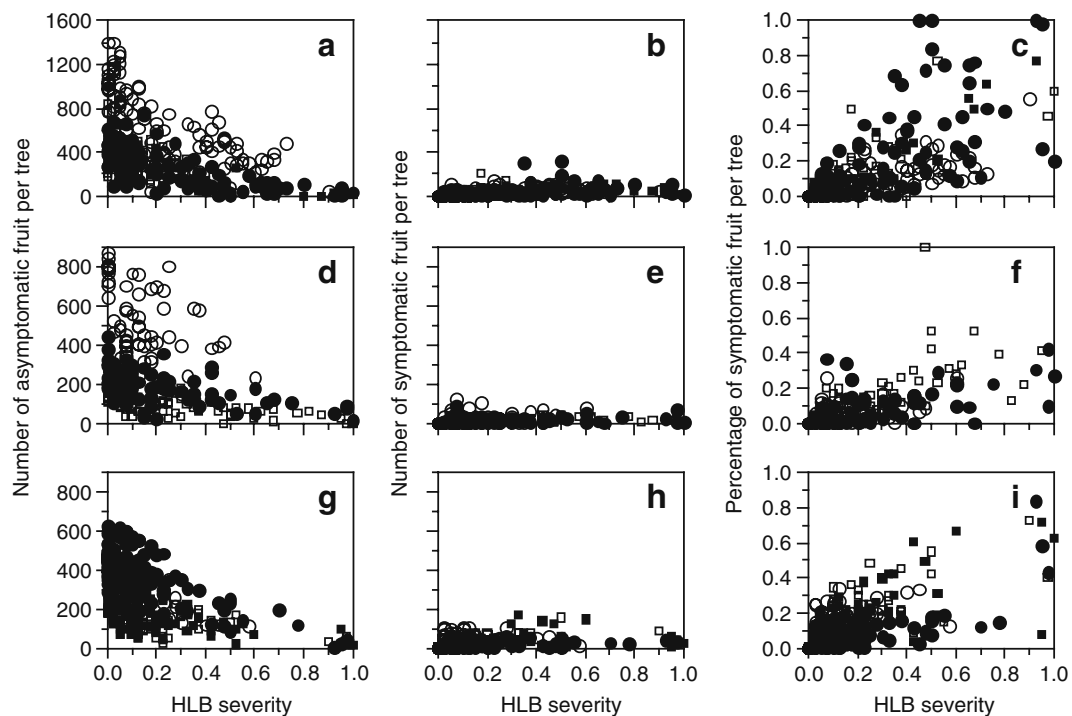 Number of asymptomatic fruit per tree
Number of symptomatic fruit per tree
Percentage of symptomatic fruit per tree
1600
1200
800
400
0
a
b
1.0
0.8
0.6
0.4
0.2
0.0
c
800
600
400
200
0
d
e
1.0
0.8
0.6
0.4
0.2
0.0
f
800
600
400
200
0
g
h
1.0
0.8
0.6
0.4
0.2
0.0
i
0.0 0.2 0.4 0.6 0.8 1.0
0.0 0.2 0.4 0.6 0.8 1.0
0.0 0.2 0.4 0.6 0.8 1.0
HLB severity
HLB severity
HLB severity